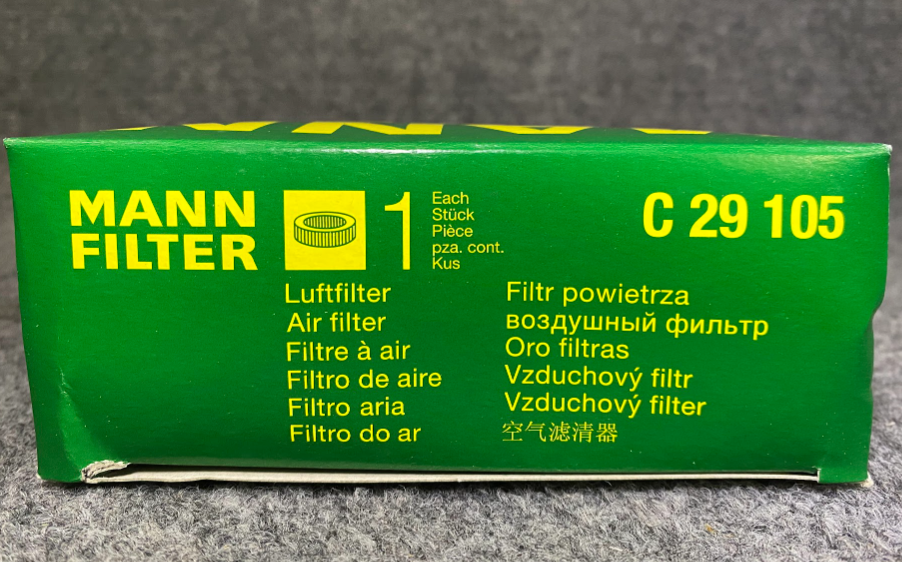 MANN
FILTER
1
Each
Stück
Pièce
pza. cont.
Kus
C 29 105
Luftfilter
Air filter
Filtre à air
Filtro de aire
Filtro aria
Filtro do ar
Filtr powietrza
воздушный фильтр
Oro filtras
Vzduchový filtr
Vzduchový filter
空气滤清器